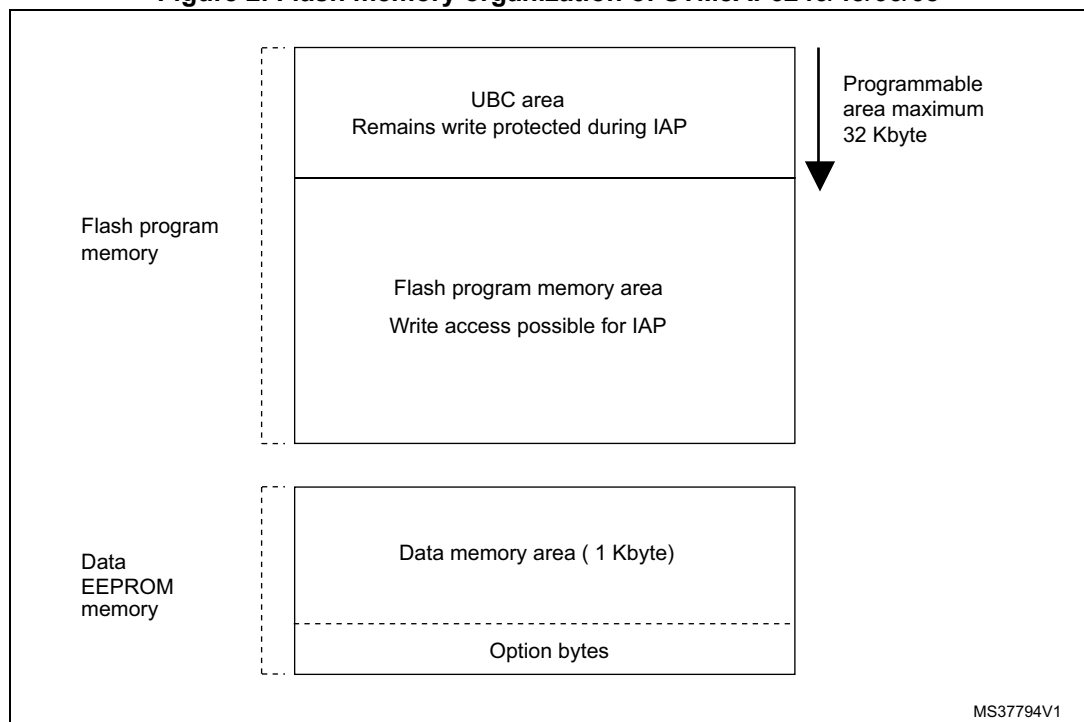 UBC area
Remains write protected during IAP
Programmable
area maximum
32 Kbyte
Flash program
memory
Flash program memory area
Write access possible for IAP
Data
EEPROM
memory
Data memory area ( 1 Kbyte)
Option bytes
MS37794V1